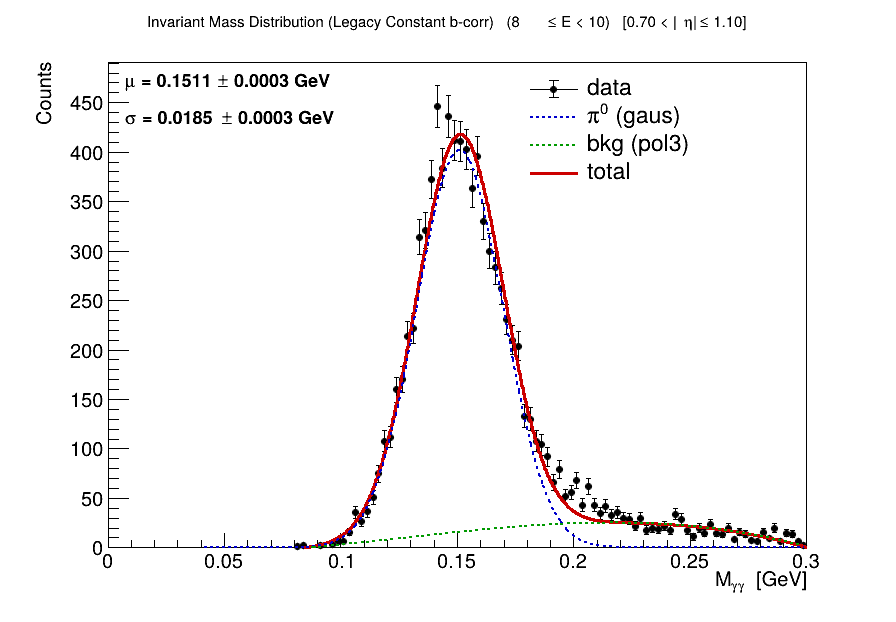 Invariant Mass Distribution (Legacy Constant b-corr) (8 ≤ E < 10) [0.70 < | η| ≤ 1.10]
Counts
μ = 0.1511 ± 0.0003 GeV
σ = 0.0185 ± 0.0003 GeV
data
π⁰ (gaus)
bkg (pol3)
total
450
400
350
300
250
200
150
100
50
0
0 0.05 0.1 0.15 0.2 0.25 0.3
Mγγ [GeV]